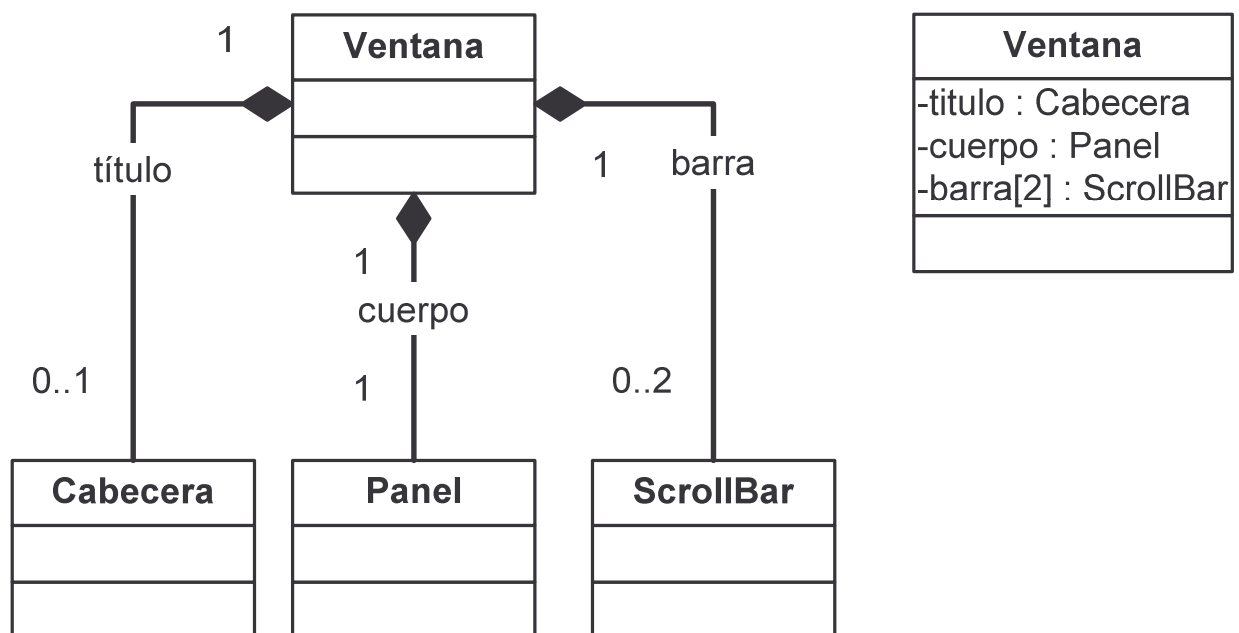 1
Ventana
título
1
barra
1
cuerpo
0..1
1
0..2
Cabecera
Panel
ScrollBar
Ventana
-titulo : Cabecera
-cuerpo : Panel
-barra[2] : ScrollBar